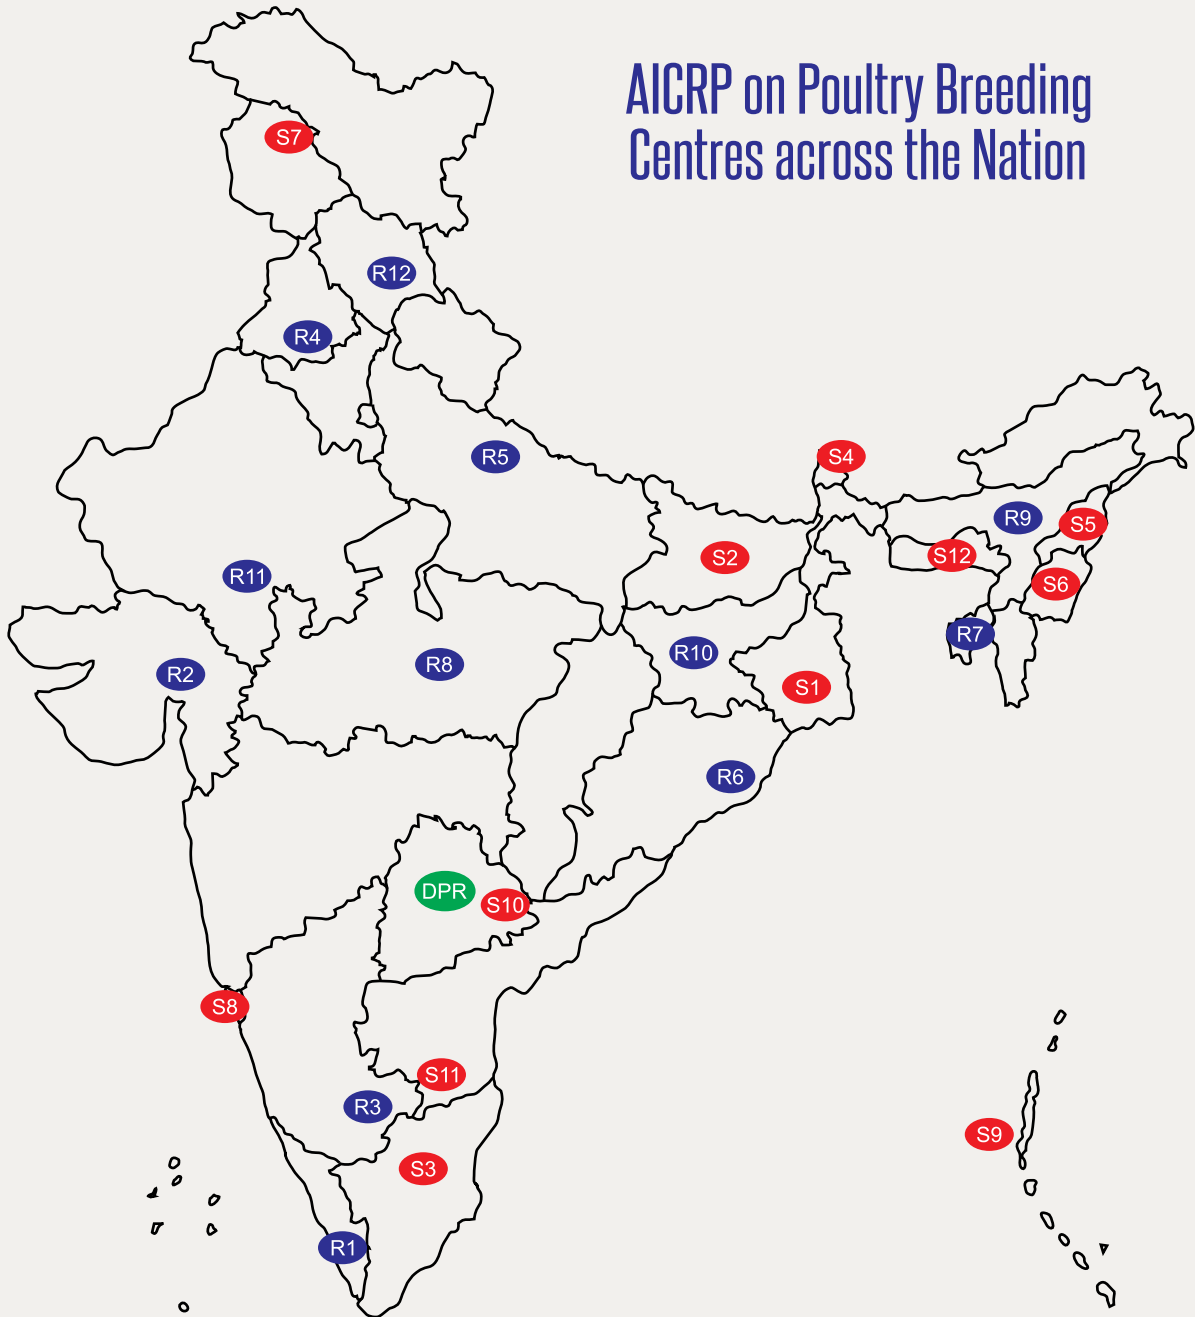 AICRP on Poultry Breeding
Centres across the Nation
S7
R12
R4
R5
S4
R9
S5
S2
S12
S6
R11
R7
R10
R8
R2
S1
R6
DPR
S10
S8
S11
R3
S9
S3
R1